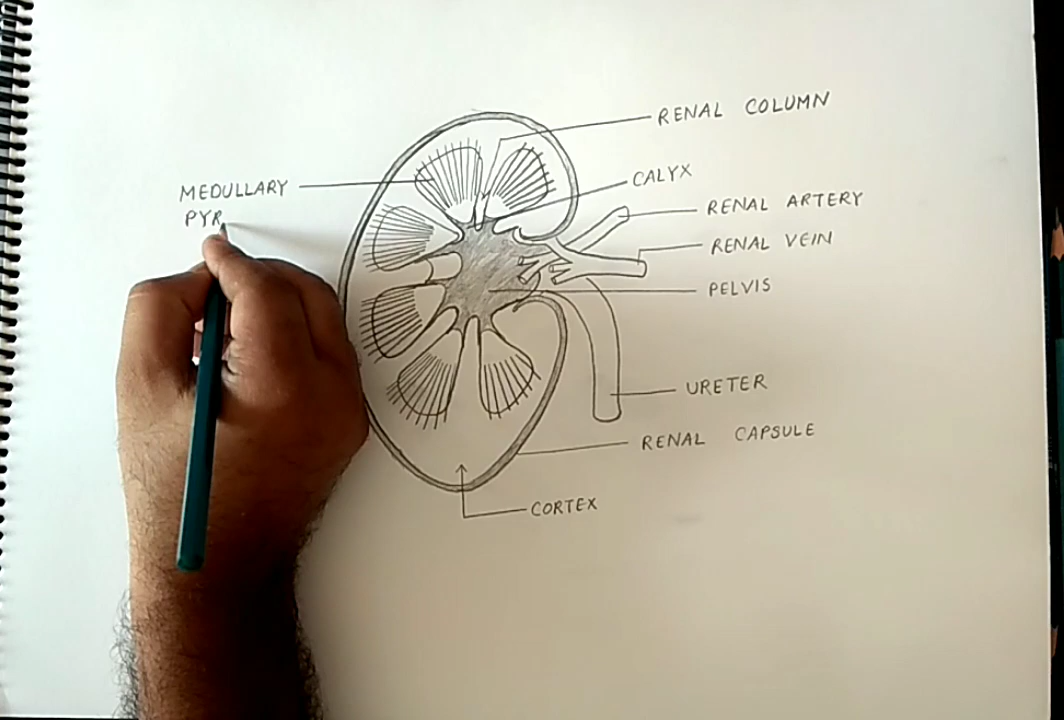 RENAL COLUMN
CALYX
MEDULLARY
PYR
RENAL ARTERY
RENAL VEIN
PELVIS
URETER
RENAL CAPSULE
CORTEX